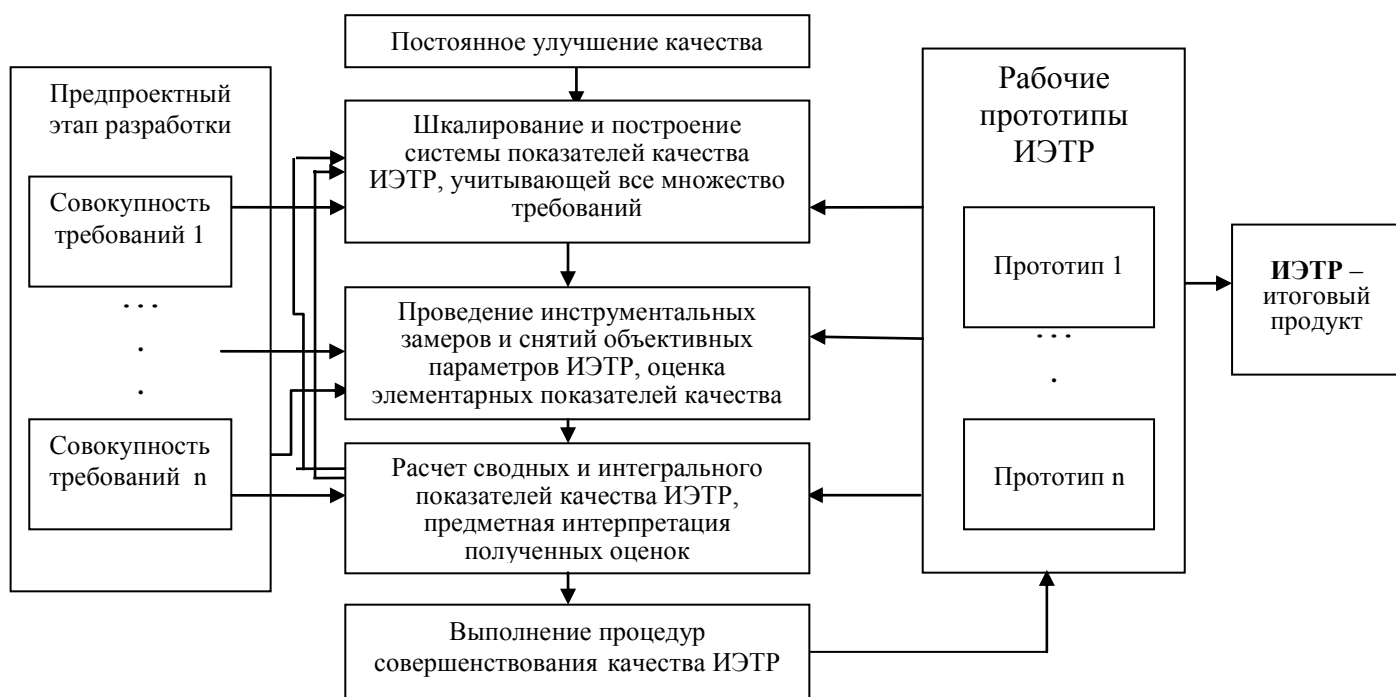 Постоянное улучшение качества
Предпроектный
этап разработки
Совокупность
требований 1
. . .
.
.
Совокупность
требований n
Шкалирование и построение
системы показателей качества
ИЭТР, учитывающей все множество
требований
Проведение инструментальных
замеров и снятий объективных
параметров ИЭТР, оценка
элементарных показателей качества
Расчет сводных и интегрального
показателей качества ИЭТР,
предметная интерпретация
полученных оценок
Выполнение процедур
совершенствования качества ИЭТР
Рабочие
прототипы
ИЭТР
Прототип 1
. . .
.
Прототип n
ИЭТР –
итоговый
продукт